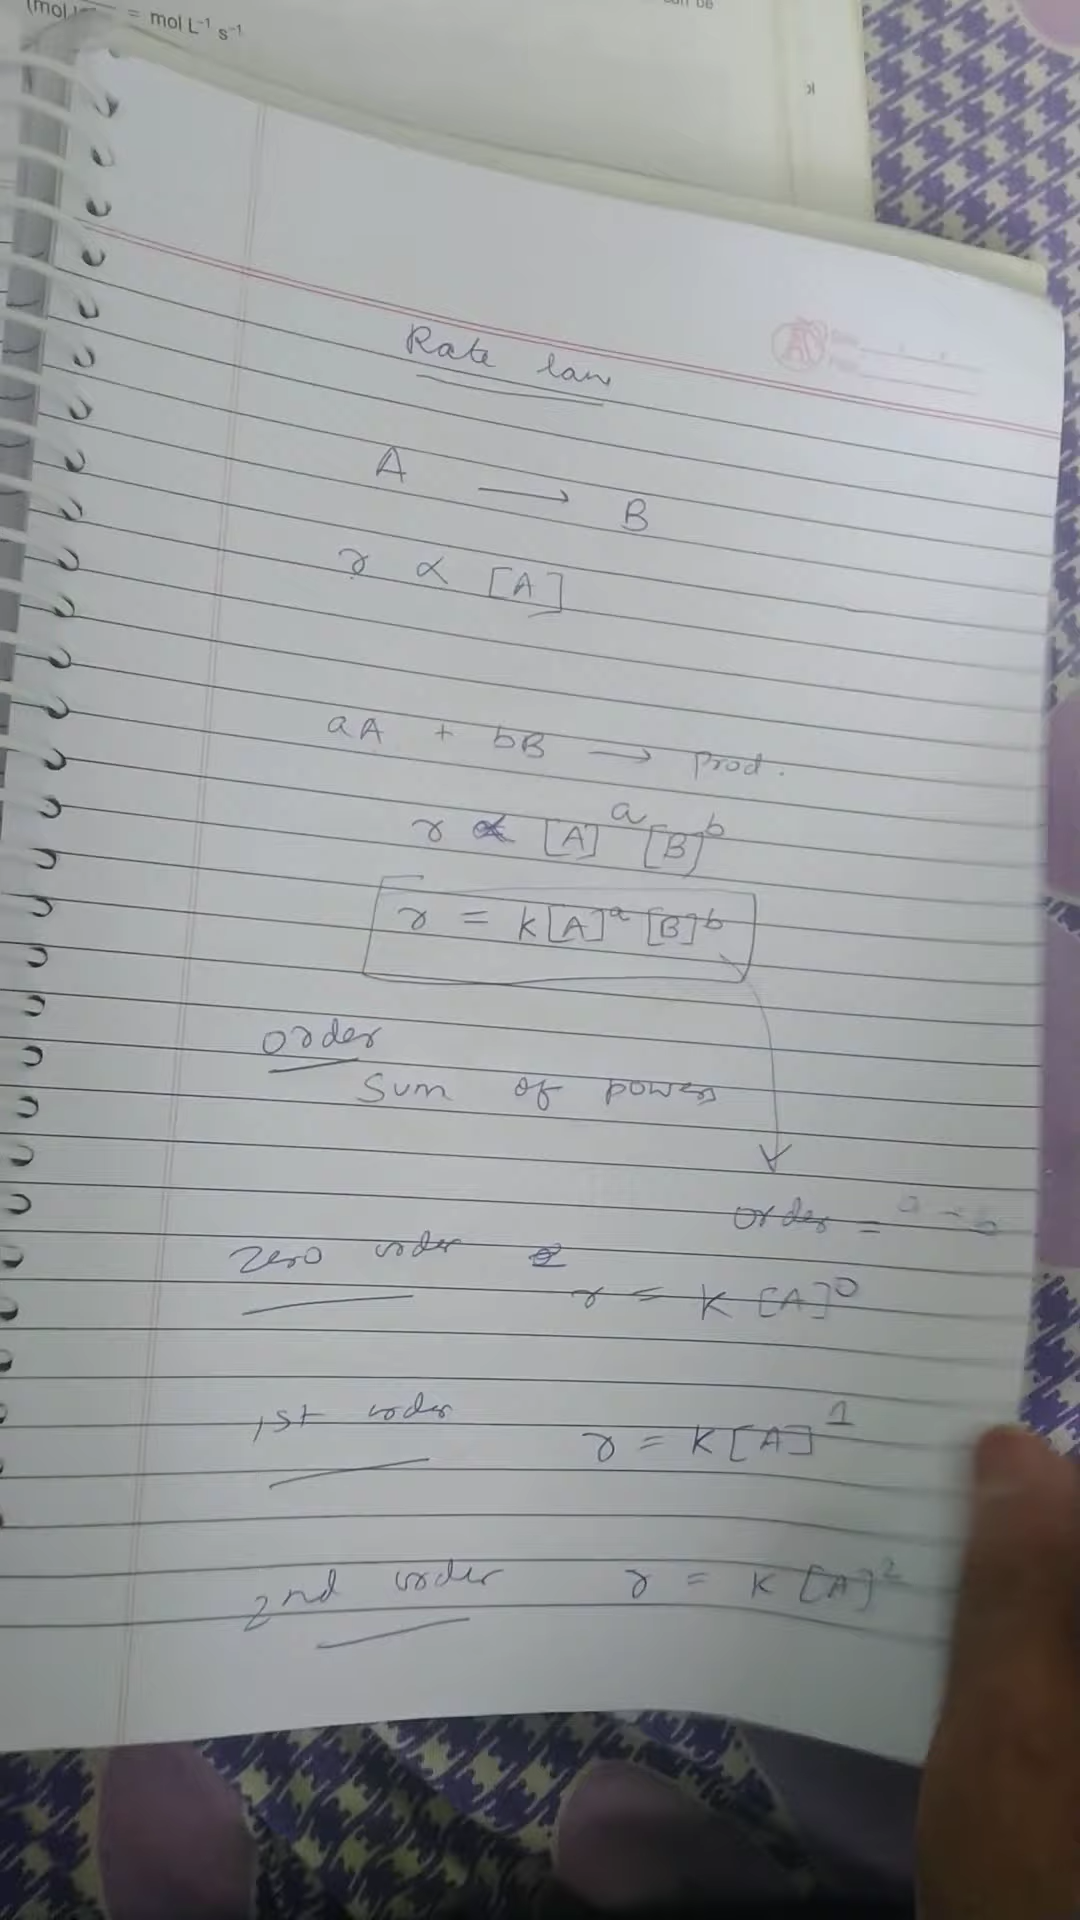 = mol L⁻¹ s⁻¹
Rate law
A → B
r ∝ [A]
aA + bB → Prod.
r ∝ [A]ᵃ [B]ᵇ
r = K[A]ᵃ [B]ᵇ
order
Sum of powers
order =
zero order r = K [A]⁰
1st order r = K [A]¹
2nd order r = K [A]²